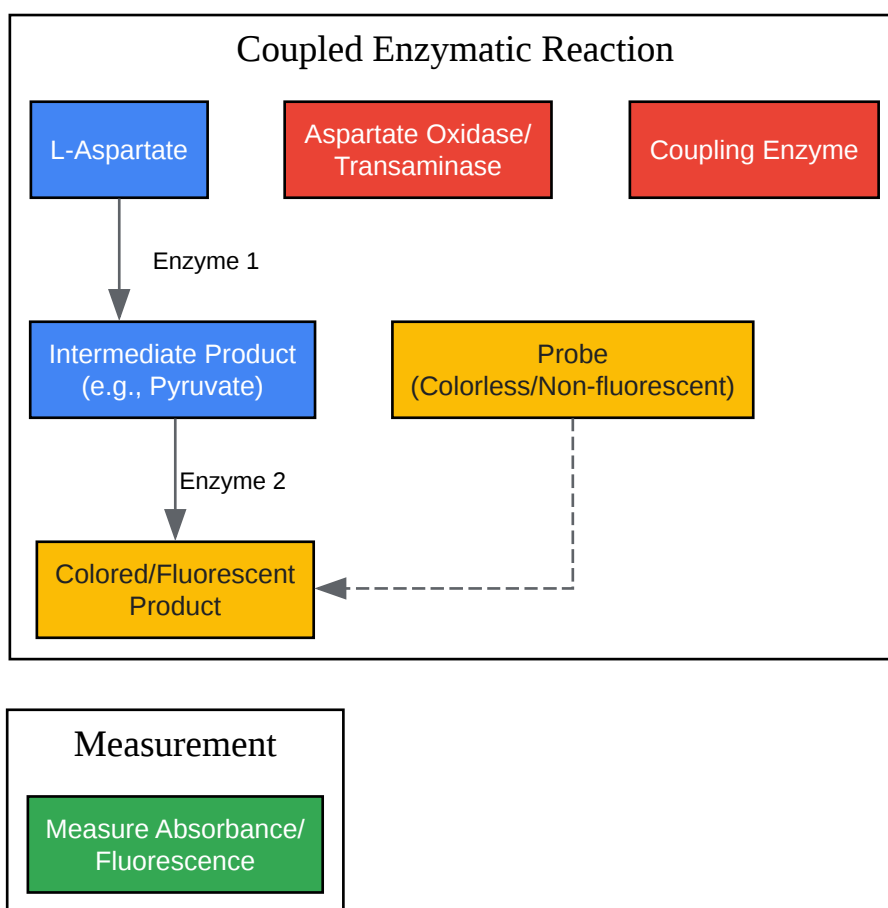 Coupled Enzymatic Reaction
L-Aspartate
Aspartate Oxidase/
Transaminase
Coupling Enzyme
Enzyme 1
Intermediate Product
(e.g., Pyruvate)
Probe
(Colorless/Non-fluorescent)
Enzyme 2
Colored/Fluorescent
Product
Measurement
Measure Absorbance/
Fluorescence